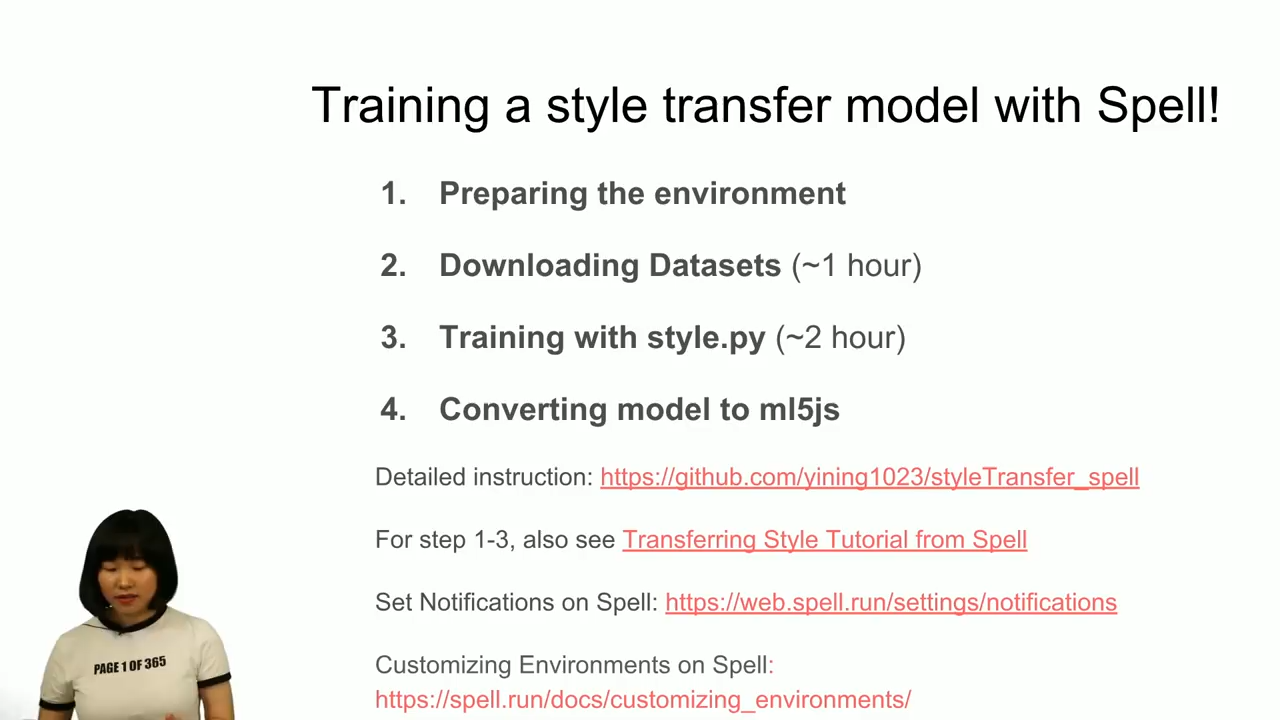 Training a style transfer model with Spell!
1. Preparing the environment
2. Downloading Datasets (~1 hour)
3. Training with style.py (~2 hour)
4. Converting model to ml5js
Detailed instruction: https://github.com/yining1023/styleTransfer_spell
For step 1-3, also see Transferring Style Tutorial from Spell
Set Notifications on Spell: https://web.spell.run/settings/notifications
Customizing Environments on Spell:
https://spell.run/docs/customizing_environments/
PAGE 1 OF 365